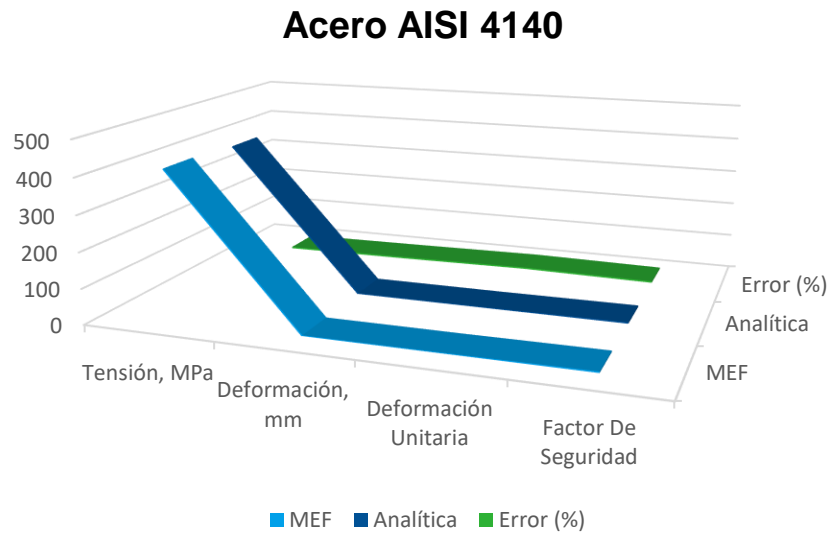 Acero AISI 4140
500
400
300
200
100
0
Tensión, MPa
Deformación,
mm
Deformación
Unitaria
Factor De
Seguridad
Error (%)
Analítica
MEF
MEF Analítica Error (%)